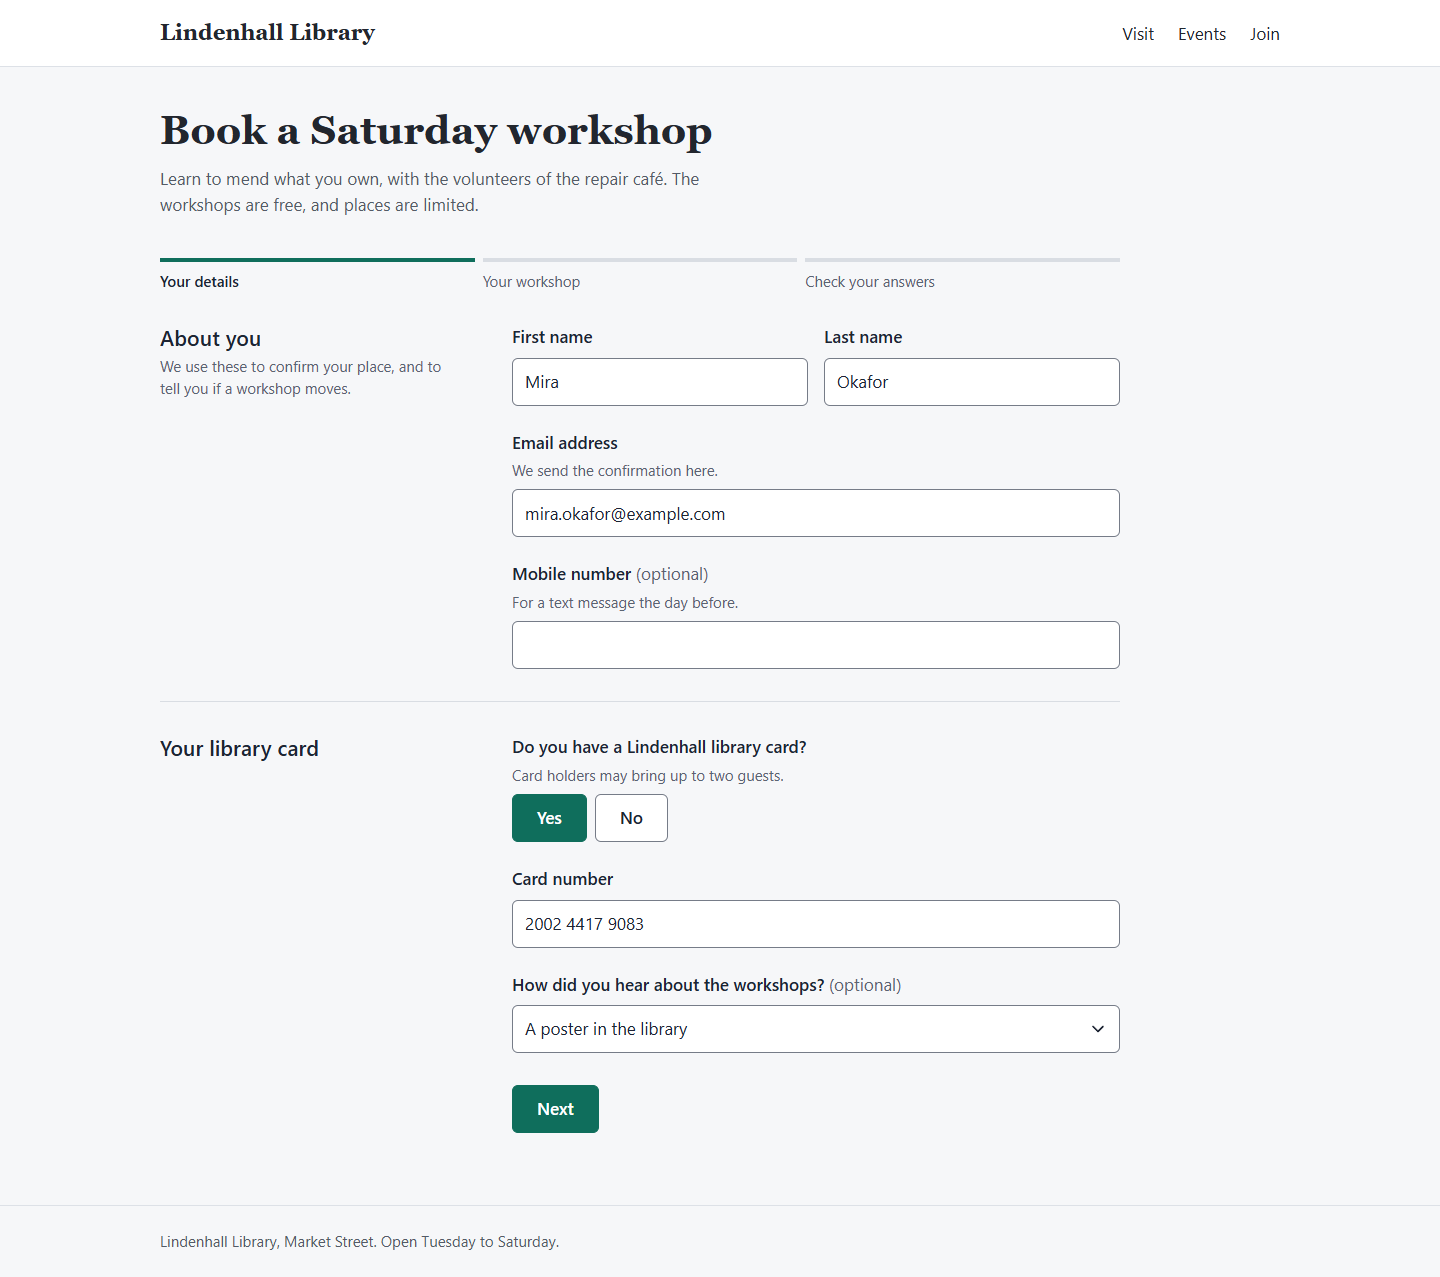 Lindenhall Library
Visit Events Join
Book a Saturday workshop
Learn to mend what you own, with the volunteers of the repair café. The
workshops are free, and places are limited.
Your details
Your workshop
Check your answers
About you
We use these to confirm your place, and to
tell you if a workshop moves.
First name
Mira
Last name
Okafor
Email address
We send the confirmation here.
mira.okafor@example.com
Mobile number (optional)
For a text message the day before.
Your library card
Do you have a Lindenhall library card?
Card holders may bring up to two guests.
Yes
No
Card number
2002 4417 9083
How did you hear about the workshops? (optional)
A poster in the library
Next
Lindenhall Library, Market Street. Open Tuesday to Saturday.